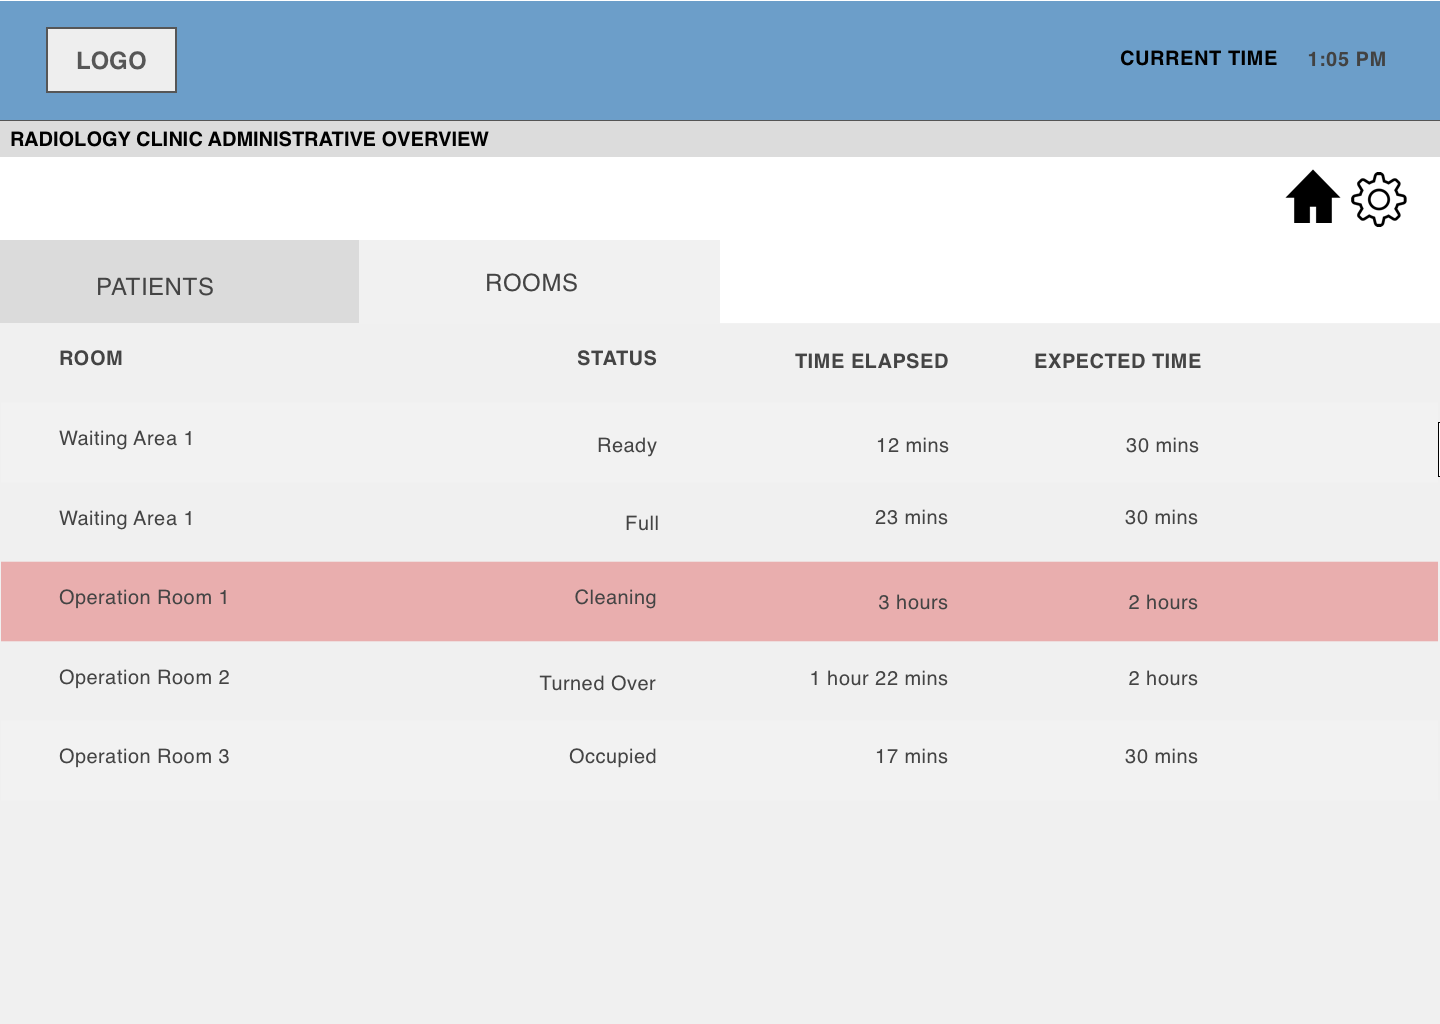 LOGO
CURRENT TIME 1:05 PM
RADIOLOGY CLINIC ADMINISTRATIVE OVERVIEW
PATIENTS ROOMS
ROOM STATUS TIME ELAPSED EXPECTED TIME
Waiting Area 1 Ready 12 mins 30 mins
Waiting Area 1 Full 23 mins 30 mins
Operation Room 1 Cleaning 3 hours 2 hours
Operation Room 2 Turned Over 1 hour 22 mins 2 hours
Operation Room 3 Occupied 17 mins 30 mins